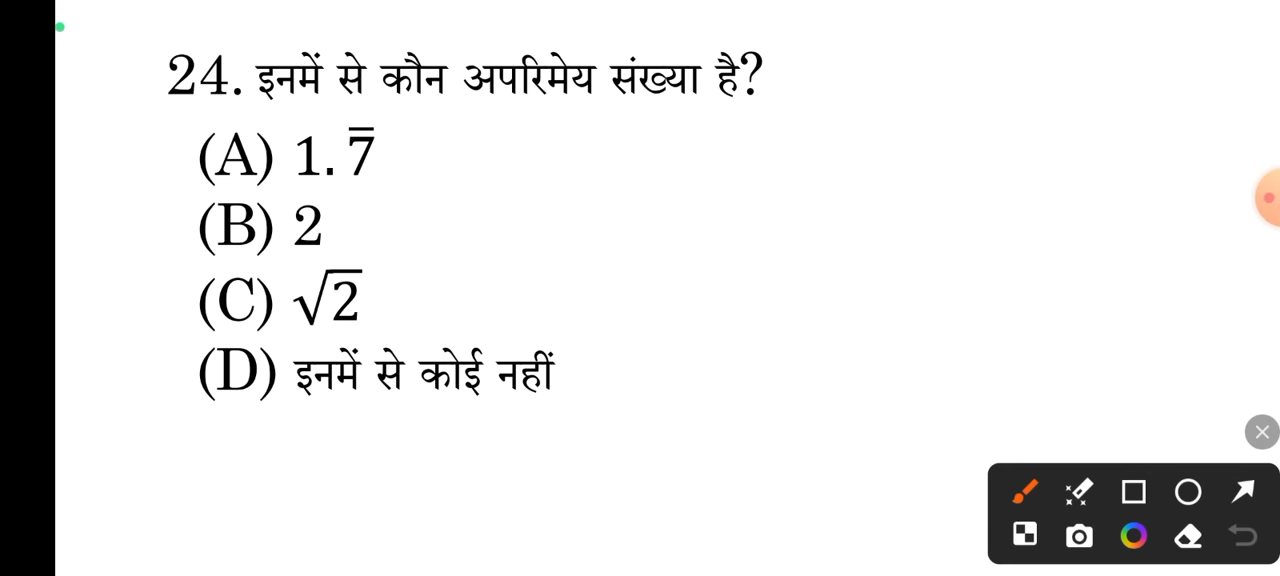 24. इनमें से कौन अपरिमेय संख्या है?
(A) 1.7̅
(B) 2
(C) √2
(D) इनमें से कोई नहीं